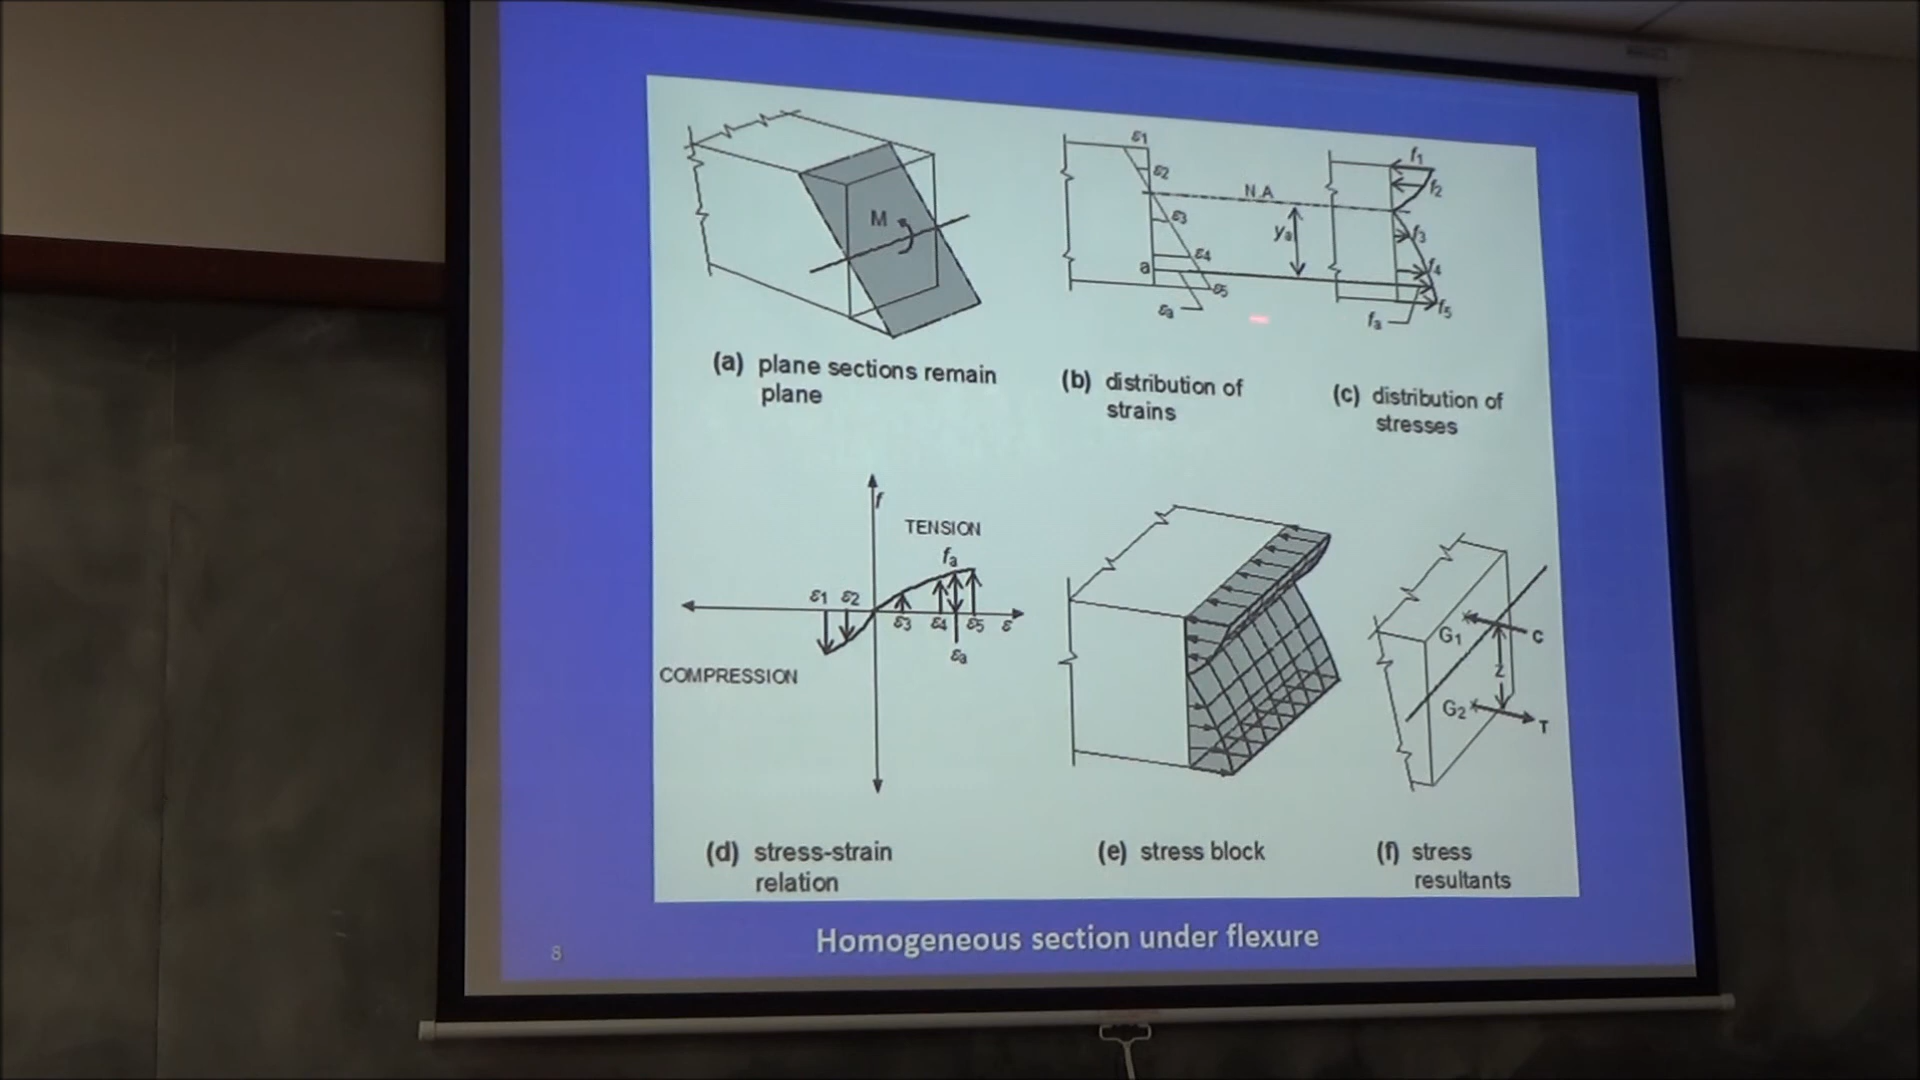 M
ε1
ε2
N.A
ε3
ya
ε4
a
ε5
εa
f1
f2
f3
f4
f5
fa
(a) plane sections remain
plane
(b) distribution of
strains
(c) distribution of
stresses
f
TENSION
fa
ε1 ε2
ε3 ε4 ε5 ε
εa
COMPRESSION
G1
C
Z
G2
T
(d) stress-strain
relation
(e) stress block
(f) stress
resultants
Homogeneous section under flexure
8